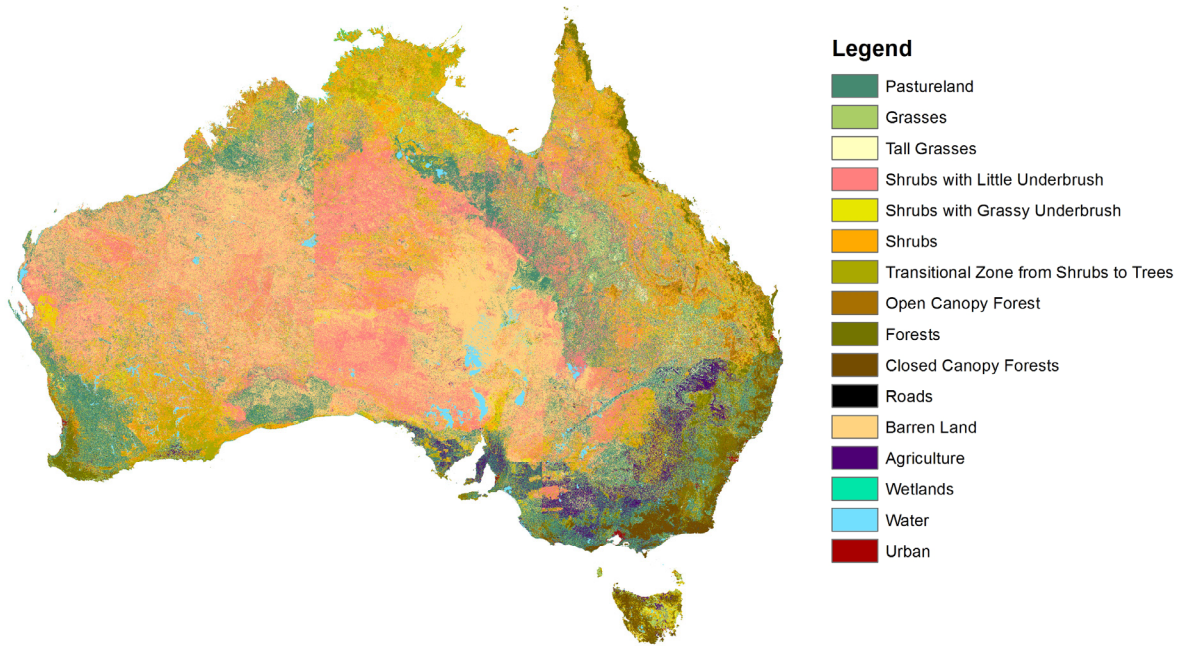 Legend
Pastureland
Grasses
Tall Grasses
Shrubs with Little Underbrush
Shrubs with Grassy Underbrush
Shrubs
Transitional Zone from Shrubs to Trees
Open Canopy Forest
Forests
Closed Canopy Forests
Roads
Barren Land
Agriculture
Wetlands
Water
Urban